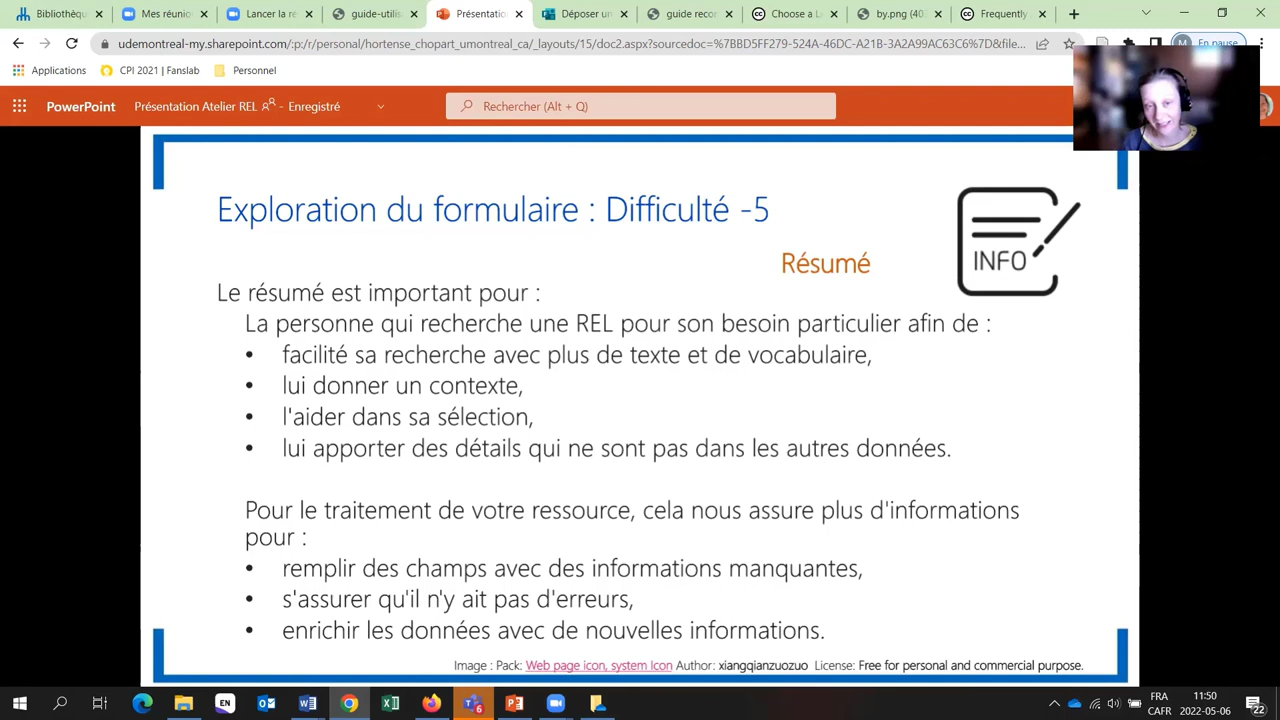 Bibliothèqu
Mes réunio
Lancer la ré
guide-utilis
Présentatio
Déposer un
guide recor
Choose a L
by.png (40
Frequently
udemontreal-my.sharepoint.com/:p:/r/personal/hortense_chopart_umontreal_ca/_layouts/15/doc2.aspx?sourcedoc=%7BBD5FF279-524A-46DC-A21B-3A2A99AC63C6%7D&file...
M
En pause
Applications
CPI 2021 | Fanslab
Personnel
PowerPoint
Présentation Atelier REL - Enregistré
Rechercher (Alt + Q)
Exploration du formulaire : Difficulté -5
Résumé
INFO
Le résumé est important pour :
La personne qui recherche une REL pour son besoin particulier afin de :
• facilité sa recherche avec plus de texte et de vocabulaire,
• lui donner un contexte,
• l'aider dans sa sélection,
• lui apporter des détails qui ne sont pas dans les autres données.
Pour le traitement de votre ressource, cela nous assure plus d'informations
pour :
• remplir des champs avec des informations manquantes,
• s'assurer qu'il n'y ait pas d'erreurs,
• enrichir les données avec de nouvelles informations.
Image : Pack: Web page icon, system Icon Author: xiangqianzuozuo License: Free for personal and commercial purpose.
EN
6
FRA
CAFR
11:50
2022-05-06
22